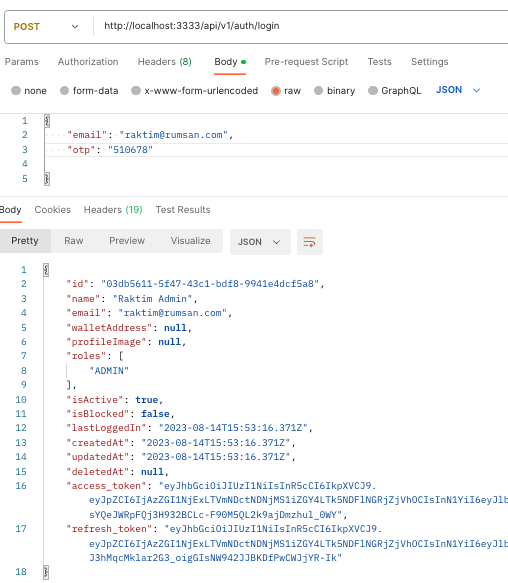 POST http://localhost:3333/api/v1/auth/login
Params Authorization Headers (8) Body Pre-request Script Tests Settings
none form-data x-www-form-urlencoded raw binary GraphQL JSON
1 {
2 "email": "raktim@rumsan.com",
3 "otp": "510678"
4
5 }
Body Cookies Headers (19) Test Results
Pretty Raw Preview Visualize JSON
1 {
2 "id": "03db5611-5f47-43c1-bdf8-9941e4dcf5a8",
3 "name": "Raktim Admin",
4 "email": "raktim@rumsan.com",
5 "walletAddress": null,
6 "profileImage": null,
7 "roles": [
8 "ADMIN"
9 ],
10 "isActive": true,
11 "isBlocked": false,
12 "lastLoggedIn": "2023-08-14T15:53:16.371Z",
13 "createdAt": "2023-08-14T15:53:16.371Z",
14 "updatedAt": "2023-08-14T15:53:16.371Z",
15 "deletedAt": null,
16 "access_token": "eyJhbGciOiJIUzI1NiIsInR5cCI6IkpXVCJ9.
eyJpZCI6IjAzZGI1NjExLTVmNDctNDNjMS1iZGY4LTk5NDFlNGRjZjVhOCIsInN1YiI6eyJlb
sYQeJWRpFQj3H932BCLc-F90M5QL2k9ajDmzhul_0WY",
17 "refresh_token": "eyJhbGciOiJIUzI1NiIsInR5cCI6IkpXVCJ9.
eyJpZCI6IjAzZGI1NjExLTVmNDctNDNjMS1iZGY4LTk5NDFlNGRjZjVhOCIsInN1YiI6eyJlb
J3hMqcMklar2G3_oigGIsNW942JJBKDfPwCWJjYR-Ik"
18 }